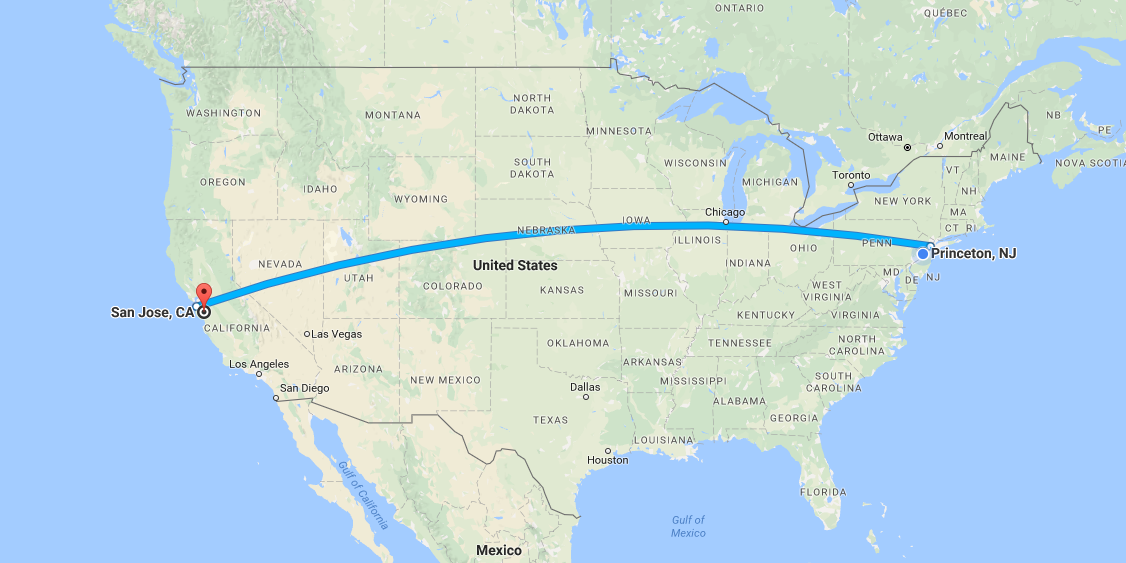 ONTARIO
QUÉBEC
WASHINGTON
MONTANA
NORTH
DAKOTA
MINNESOTA
Ottawa
Montreal
NB
PE
MAINE
NOVA SCOTIA
OREGON
IDAHO
WYOMING
SOUTH
DAKOTA
WISCONSIN
MICHIGAN
Toronto
VT
NH
NEW YORK
MA
CT RI
Chicago
NEBRASKA
IOWA
ILLINOIS
INDIANA
OHIO
PENN
Princeton, NJ
NEVADA
UTAH
COLORADO
United States
KANSAS
MISSOURI
WEST
VIRGINIA
MD
DE
NJ
VIRGINIA
KENTUCKY
San Jose, CA
CALIFORNIA
Las Vegas
Los Angeles
San Diego
ARIZONA
NEW MEXICO
OKLAHOMA
ARKANSAS
TENNESSEE
NORTH
CAROLINA
SOUTH
CAROLINA
MISSISSIPPI
ALABAMA
GEORGIA
Dallas
TEXAS
LOUISIANA
Houston
FLORIDA
Gulf of California
Gulf of
Mexico
Mexico